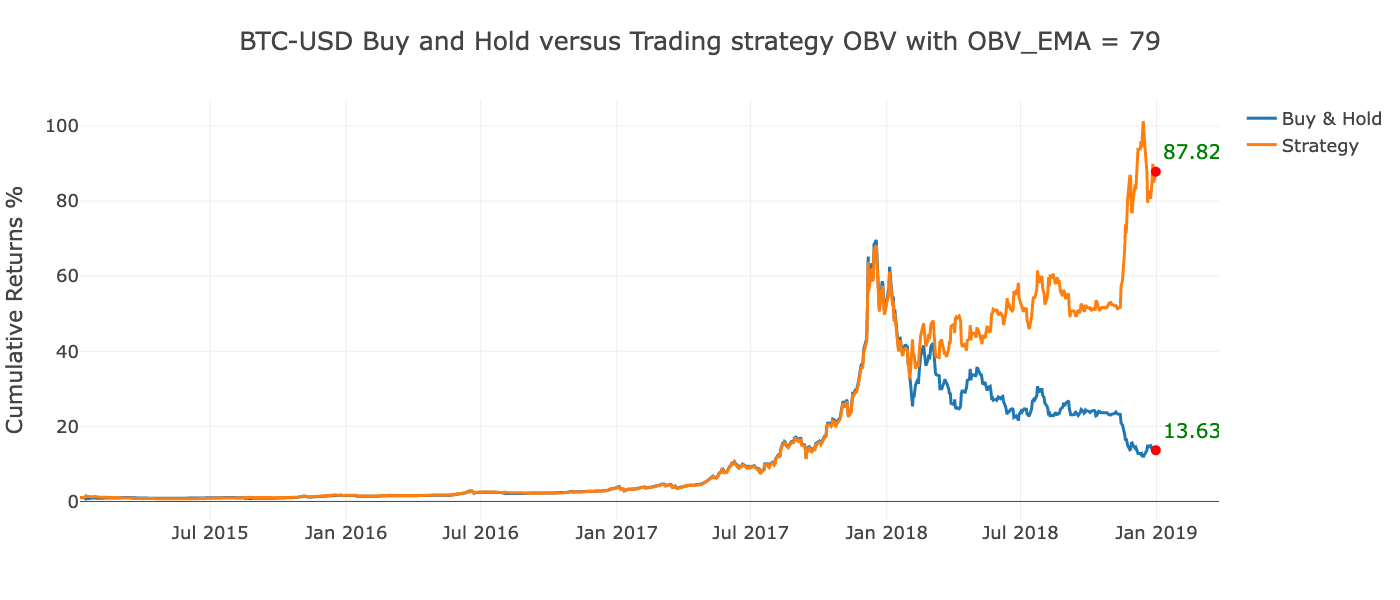 BTC-USD Buy and Hold versus Trading strategy OBV with OBV_EMA = 79
Buy & Hold
Strategy
87.82
13.63
Cumulative Returns %
100
80
60
40
20
0
Jul 2015
Jan 2016
Jul 2016
Jan 2017
Jul 2017
Jan 2018
Jul 2018
Jan 2019